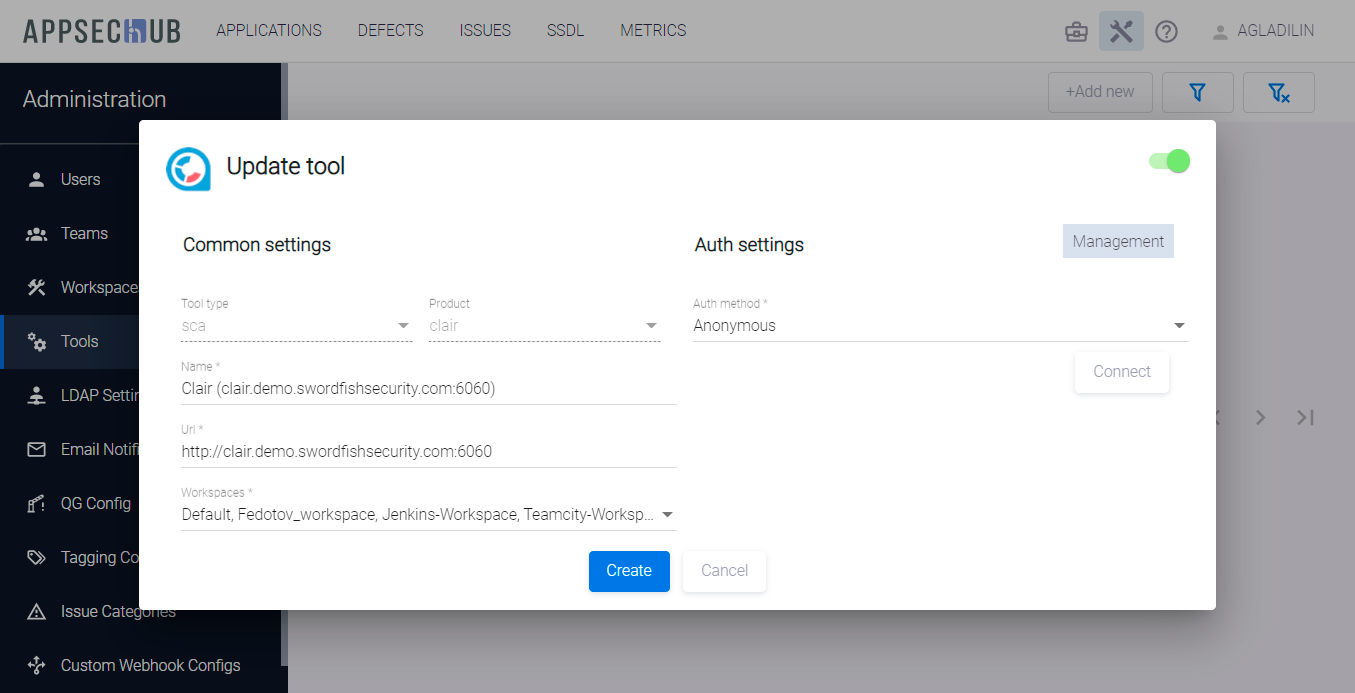 APPSECHUB APPLICATIONS DEFECTS ISSUES SSDL METRICS AGLADILIN
Administration
+Add new
Update tool
Users
Teams
Workspace
Tools
LDAP Settin
Email Notifi
QG Config
Tagging Co
Issue Categories
Custom Webhook Configs
Common settings
Tool type
sca
Product
clair
Name *
Clair (clair.demo.swordfishsecurity.com:6060)
Url *
http://clair.demo.swordfishsecurity.com:6060
Workspaces *
Default, Fedotov_workspace, Jenkins-Workspace, Teamcity-Worksp...
Auth settings
Management
Auth method *
Anonymous
Connect
Create
Cancel